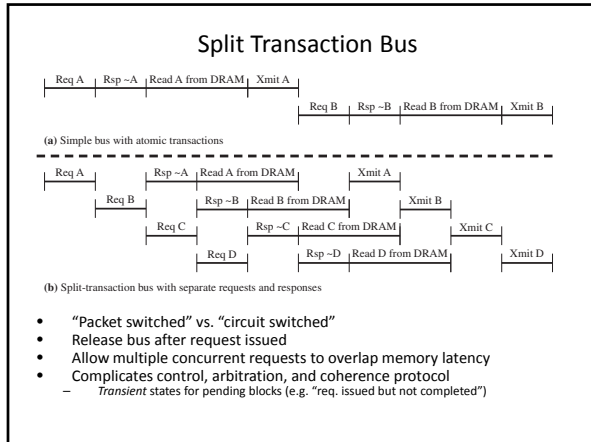 Split Transaction Bus
Req A Rsp ~A Read A from DRAM Xmit A
Req B Rsp ~B Read B from DRAM Xmit B
(a) Simple bus with atomic transactions
Req A Rsp ~A Read A from DRAM Xmit A
Req B Rsp ~B Read B from DRAM Xmit B
Req C Rsp ~C Read C from DRAM Xmit C
Req D Rsp ~D Read D from DRAM Xmit D
(b) Split-transaction bus with separate requests and responses
• “Packet switched” vs. “circuit switched”
• Release bus after request issued
• Allow multiple concurrent requests to overlap memory latency
• Complicates control, arbitration, and coherence protocol
– Transient states for pending blocks (e.g. “req. issued but not completed”)